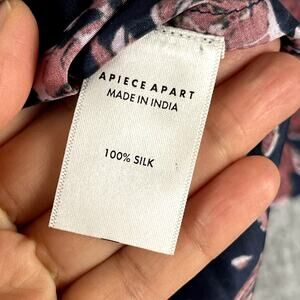 APIECE APART
MADE IN INDIA
100% SILK